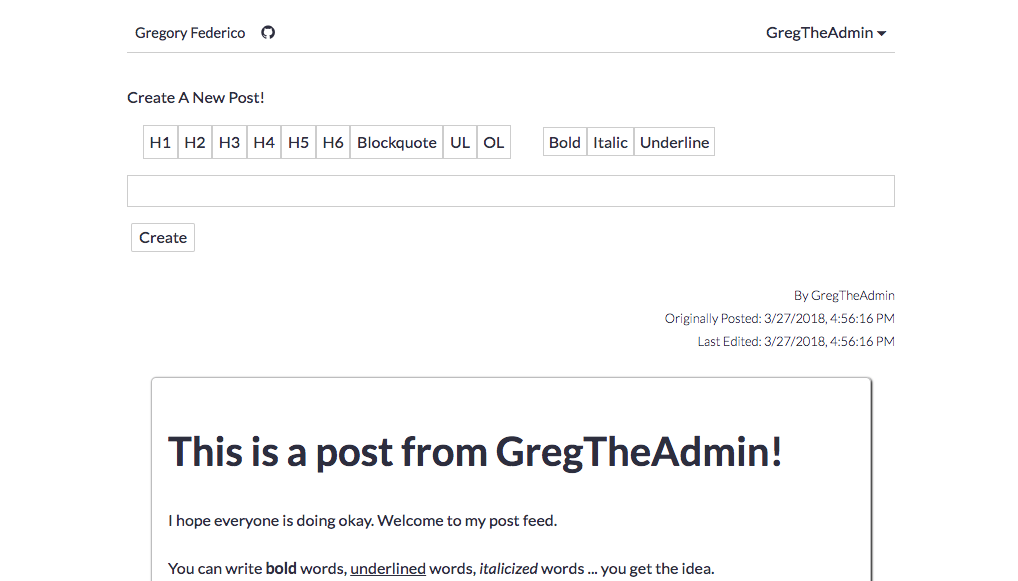 Gregory Federico GregTheAdmin
Create A New Post!
H1 H2 H3 H4 H5 H6 Blockquote UL OL Bold Italic Underline
Create
By GregTheAdmin
Originally Posted: 3/27/2018, 4:56:16 PM
Last Edited: 3/27/2018, 4:56:16 PM
This is a post from GregTheAdmin!
I hope everyone is doing okay. Welcome to my post feed.
You can write bold words, underlined words, italicized words ... you get the idea.